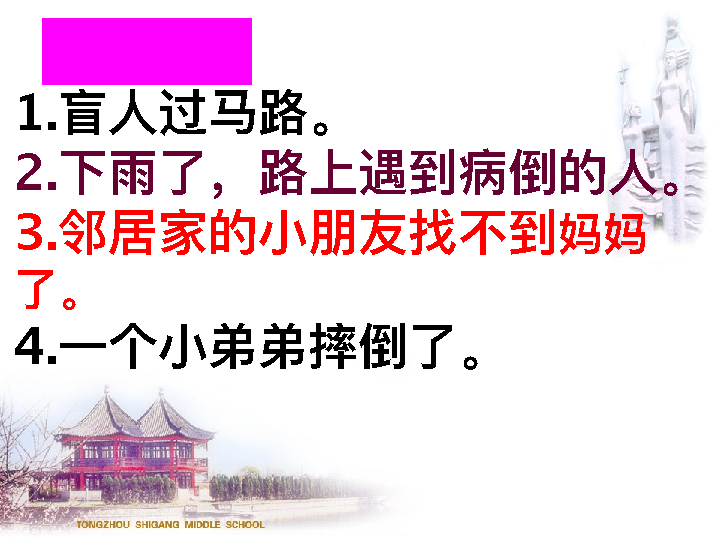 1.盲人过马路。
2.下雨了，路上遇到病倒的人。
3.邻居家的小朋友找不到妈妈
了。
4.一个小弟弟摔倒了。
TONGZHOU SHIGANG MIDDLE SCHOOL